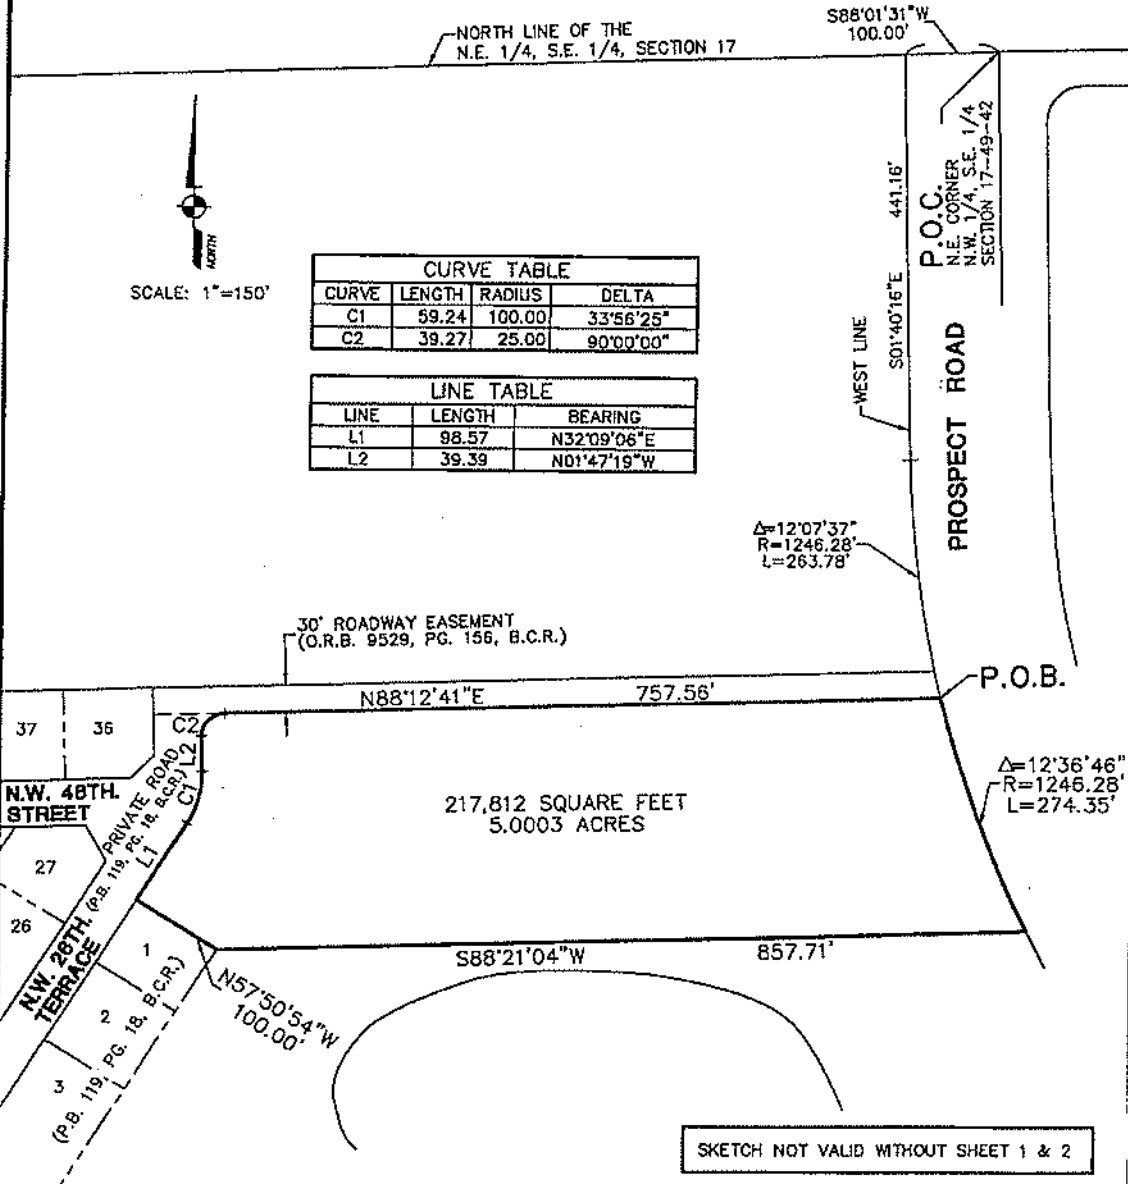 S88°01'31"W
100.00'
NORTH LINE OF THE
N.E. 1/4, S.E. 1/4, SECTION 17
NORTH
SCALE: 1"=150'
CURVE TABLE
CURVE LENGTH RADIUS DELTA
C1 59.24 100.00 33°56'25"
C2 39.27 25.00 90°00'00"
LINE TABLE
LINE LENGTH BEARING
L1 98.57 N32°09'06"E
L2 39.39 N01°47'19"W
WEST LINE
S01°40'16"E 441.16'
P.O.C.
N.E. CORNER
N.W. 1/4, S.E. 1/4
SECTION 17-49-42
PROSPECT ROAD
Δ=12°07'37"
R=1246.28'
L=263.78'
30' ROADWAY EASEMENT
(O.R.B. 9529, PG. 156, B.C.R.)
N88°12'41"E 757.56'
P.O.B.
37
36
C2
L2
C1
L1
PRIVATE ROAD
(P.B. 119, PG. 18, B.C.R.)
N.W. 48TH.
STREET
217,812 SQUARE FEET
5.0003 ACRES
Δ=12°36'46"
R=1246.28'
L=274.35'
27
26
N.W. 28TH.
TERRACE
1
2
3
(P.B. 119, PG. 18, B.C.R.)
N57°50'54"W
100.00'
S88°21'04"W 857.71'
SKETCH NOT VALID WITHOUT SHEET 1 & 2